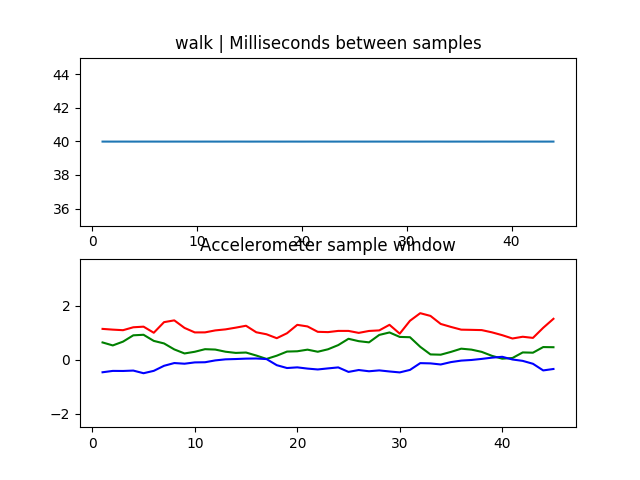 walk | Milliseconds between samples
44
42
40
38
36
0 10 20 30 40
Accelerometer sample window
2
0
−2
0 10 20 30 40